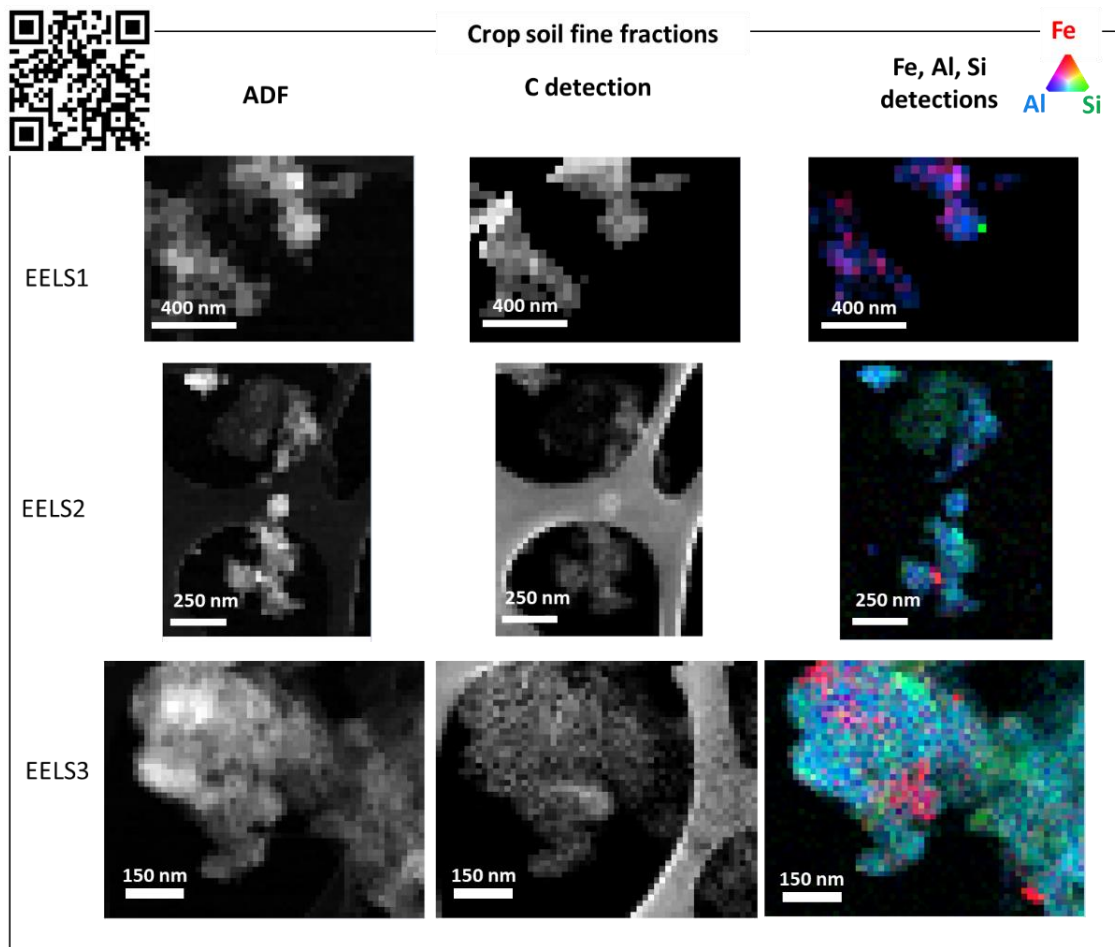 Crop soil fine fractions
Fe
ADF
C detection
Fe, Al, Si
detections
Al
Si
EELS1
400 nm
400 nm
400 nm
EELS2
250 nm
250 nm
250 nm
EELS3
150 nm
150 nm
150 nm